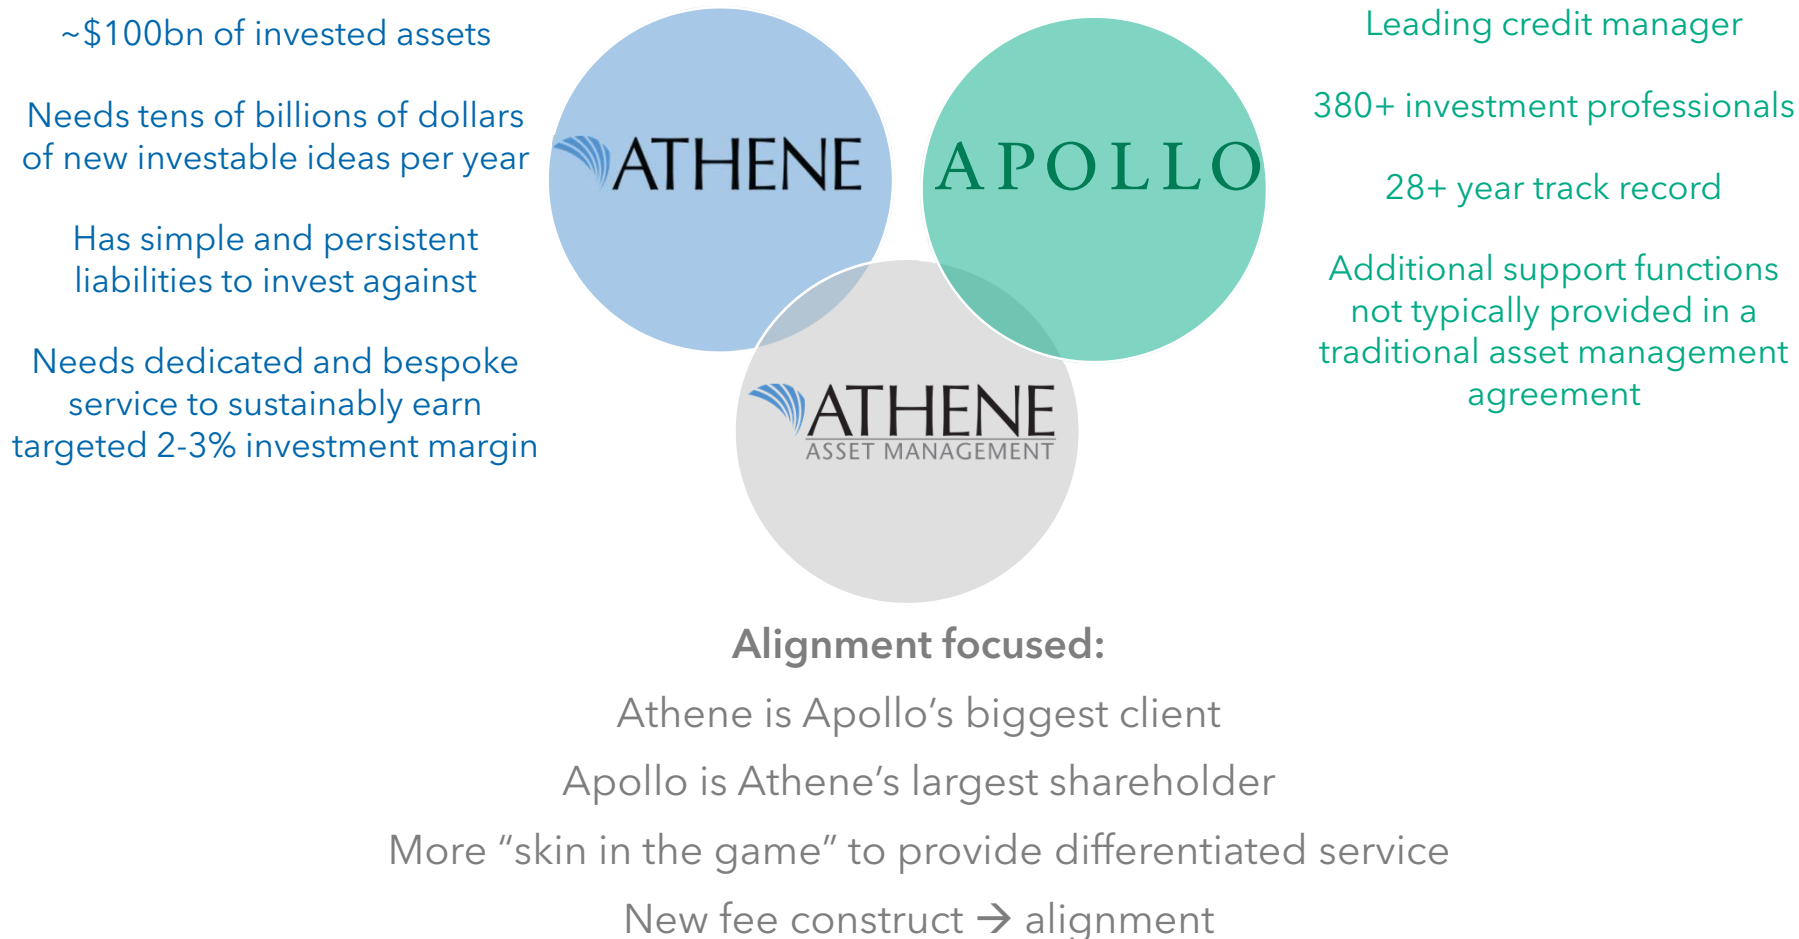 ~$100bn of invested assets
Needs tens of billions of dollars
of new investable ideas per year
Has simple and persistent
liabilities to invest against
Needs dedicated and bespoke
service to sustainably earn
targeted 2-3% investment margin
ATHENE
APOLLO
ATHENE
ASSET MANAGEMENT
Leading credit manager
380+ investment professionals
28+ year track record
Additional support functions
not typically provided in a
traditional asset management
agreement
Alignment focused:
Athene is Apollo’s biggest client
Apollo is Athene’s largest shareholder
More “skin in the game” to provide differentiated service
New fee construct → alignment